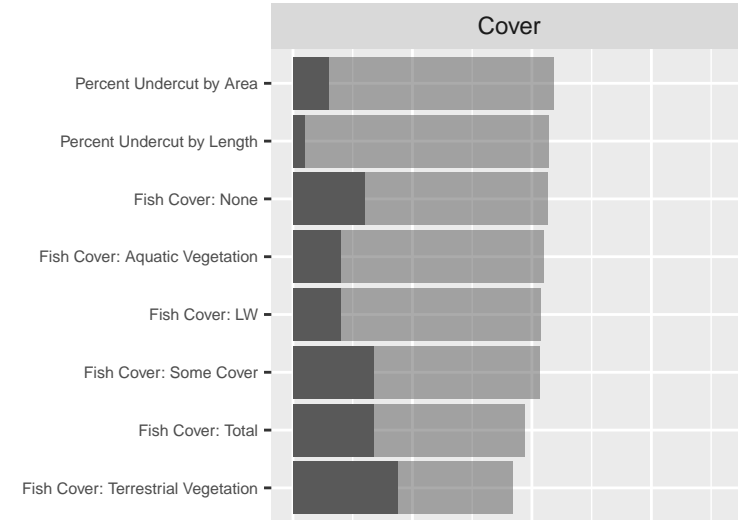 Cover
Percent Undercut by Area
Percent Undercut by Length
Fish Cover: None
Fish Cover: Aquatic Vegetation
Fish Cover: LW
Fish Cover: Some Cover
Fish Cover: Total
Fish Cover: Terrestrial Vegetation